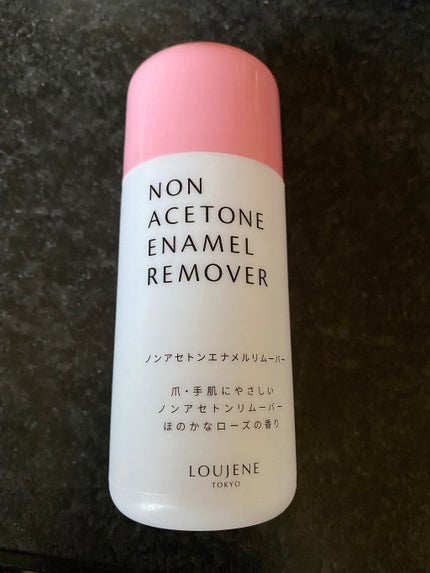 NON
ACETONE
ENAMEL
REMOVER
ノンアセトンエナメルリムーバー
爪・手肌にやさしい
ノンアセトンリムーバー
ほのかなローズの香り
LOUJENE
TOKYO